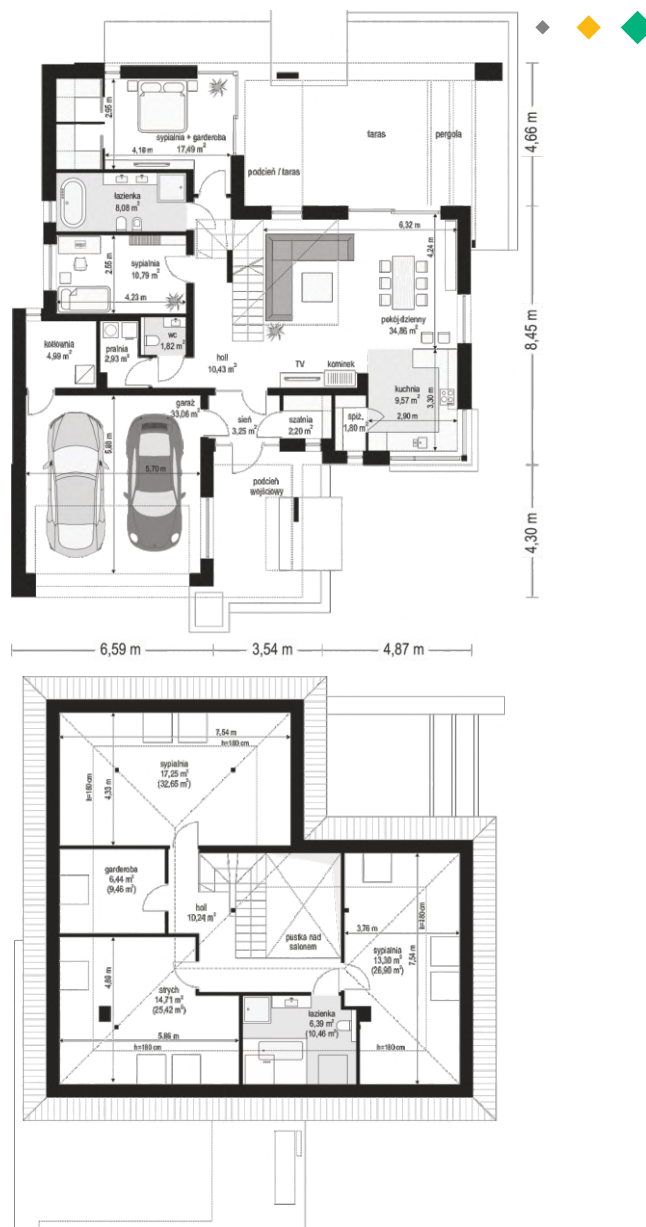 2,95 m
4,18 m
sypialnia + garderoba
17,49 m²
taras
pergola
podcień / taras
4,66 m
łazienka
8,08 m²
6,32 m
4,24 m
2,55 m
sypialnia
10,79 m²
4,23 m
pokój dzienny
34,86 m²
8,45 m
kotłownia
4,99 m²
pralnia
2,93 m²
wc
1,82 m²
holl
10,43 m²
TV
kominek
kuchnia
9,57 m²
3,30 m
2,90 m
garaż
33,06 m²
sień
3,25 m²
szatnia
2,20 m²
spiż.
1,80 m²
5,70 m
podcień
wejściowy
4,30 m
6,59 m
3,54 m
4,87 m
7,54 m
h=180 cm
sypialnia
17,25 m²
(32,65 m²)
h=180 cm
4,33 m
garderoba
6,44 m²
(9,46 m²)
holl
10,24 m²
pustka nad
salonem
3,76 m
h=180 cm
7,54 m
sypialnia
13,30 m²
(26,90 m²)
4,69 m
strych
14,71 m²
(25,42 m²)
5,86 m
h=180 cm
łazienka
6,39 m²
(10,46 m²)
h=180 cm